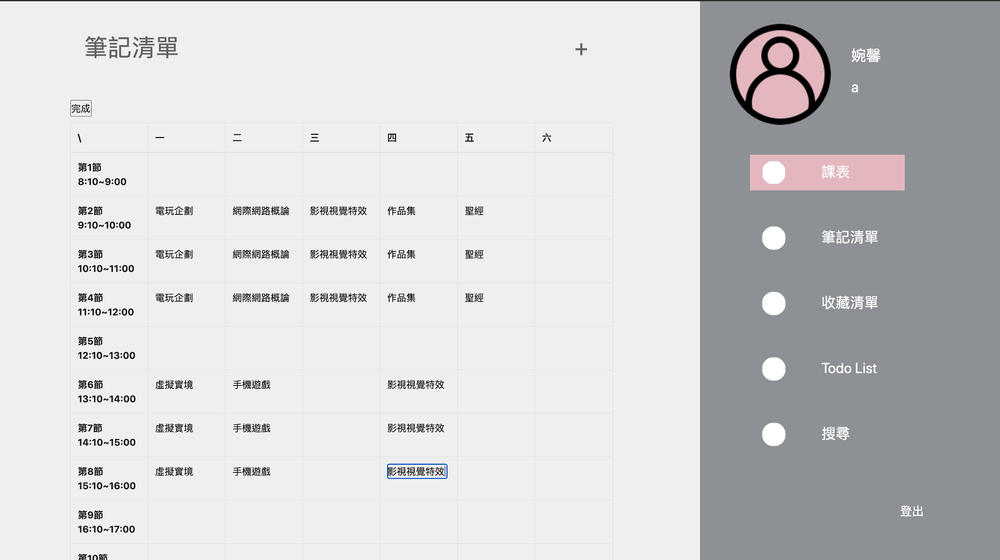 筆記清單
+
完成
\ 一 二 三 四 五 六
第1節
8:10~9:00
第2節 電玩企劃 網際網路概論 影視視覺特效 作品集 聖經
9:10~10:00
第3節 電玩企劃 網際網路概論 影視視覺特效 作品集 聖經
10:10~11:00
第4節 電玩企劃 網際網路概論 影視視覺特效 作品集 聖經
11:10~12:00
第5節
12:10~13:00
第6節 虛擬實境 手機遊戲 影視視覺特效
13:10~14:00
第7節 虛擬實境 手機遊戲 影視視覺特效
14:10~15:00
第8節 虛擬實境 手機遊戲 影視視覺特效
15:10~16:00
第9節
16:10~17:00
第10節
婉馨
a
課表
筆記清單
收藏清單
Todo List
搜尋
登出